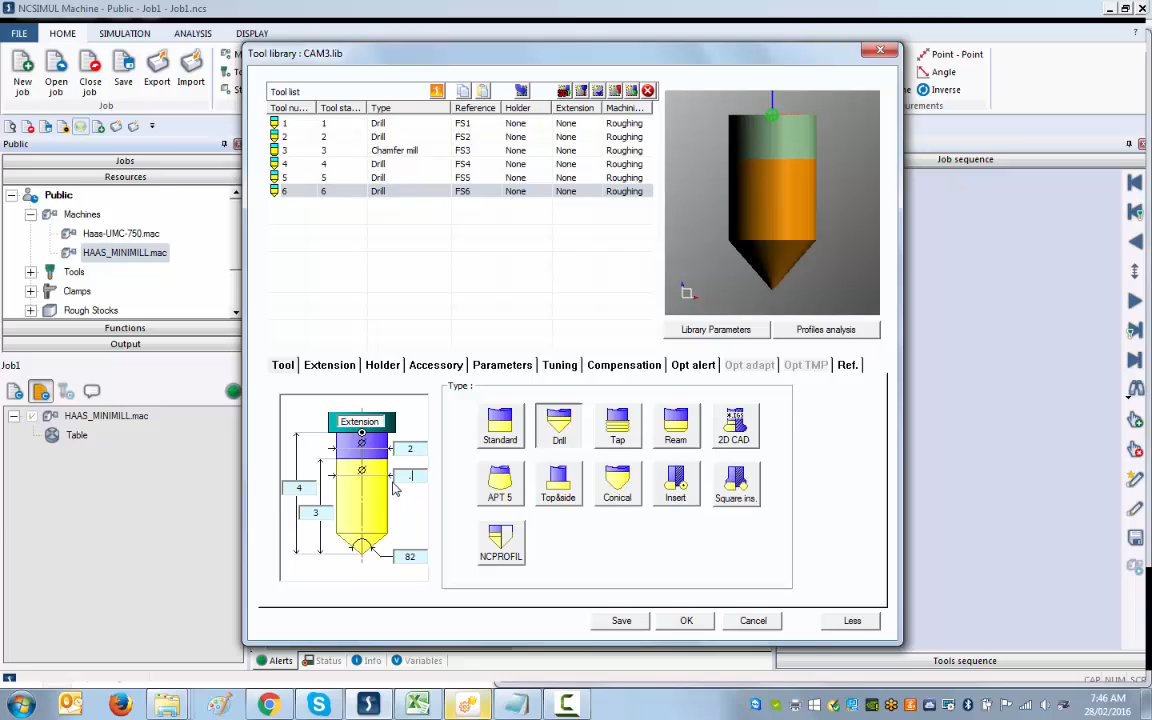 NCSIMUL Machine - Public - Job1 - Job1.ncs
FILE HOME SIMULATION ANALYSIS DISPLAY
New job
Open job
Close job
Save
Export
Import
Job
Point - Point
Angle
Inverse
Public
Jobs
Resources
Public
Machines
Haas-UMC-750.mac
HAAS_MINIMILL.mac
Tools
Clamps
Rough Stocks
Functions
Output
Job1
HAAS_MINIMILL.mac
Table
Tool library : CAM3.lib
Tool list
Tool nu... Tool sta... Type Reference Holder Extension Machini...
1 1 Drill FS1 None None Roughing
2 2 Drill FS2 None None Roughing
3 3 Chamfer mill FS3 None None Roughing
4 4 Drill FS4 None None Roughing
5 5 Drill FS5 None None Roughing
6 6 Drill FS6 None None Roughing
Library Parameters Profiles analysis
Tool Extension Holder Accessory Parameters Tuning Compensation Opt alert Opt adapt Opt TMP Ref.
Extension
2
.
4
3
82
Type :
Standard Drill Tap Ream 2D CAD
APT 5 Top&side Conical Insert Square ins.
NCPROFIL
Save OK Cancel Less
Job sequence
Tools sequence
Alerts Status Info Variables
CAP NUM SCR
7:46 AM
28/02/2016